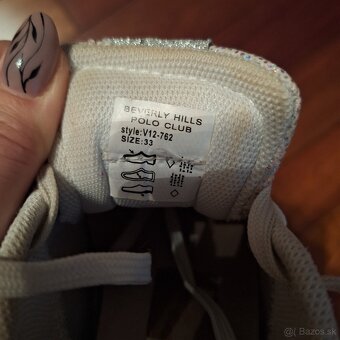 BEVERLY HILLS
POLO CLUB
style:V12-762
SIZE:33
@( Bazos.sk